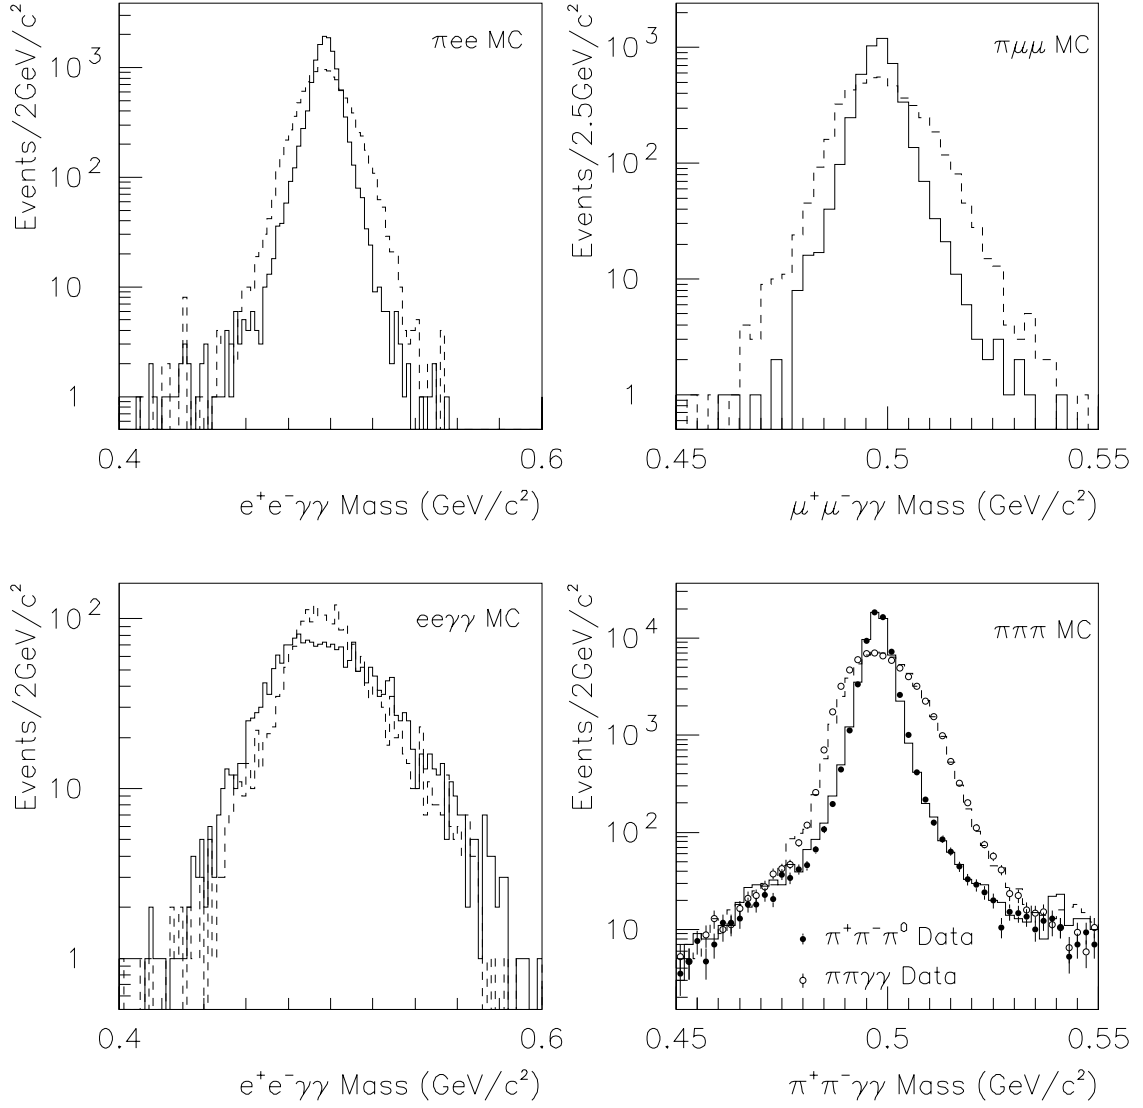 πee MC
Events/2GeV/c²
10³
10²
10
1
0.4
0.6
e⁺e⁻γγ Mass (GeV/c²)
πμμ MC
Events/2.5GeV/c²
10³
10²
10
1
0.45
0.5
0.55
μ⁺μ⁻γγ Mass (GeV/c²)
eeγγ MC
Events/2GeV/c²
10²
10
1
0.4
0.6
e⁺e⁻γγ Mass (GeV/c²)
πππ MC
Events/2GeV/c²
10⁴
10³
10²
10
π⁺π⁻π⁰ Data
ππγγ Data
0.45
0.5
0.55
π⁺π⁻γγ Mass (GeV/c²)